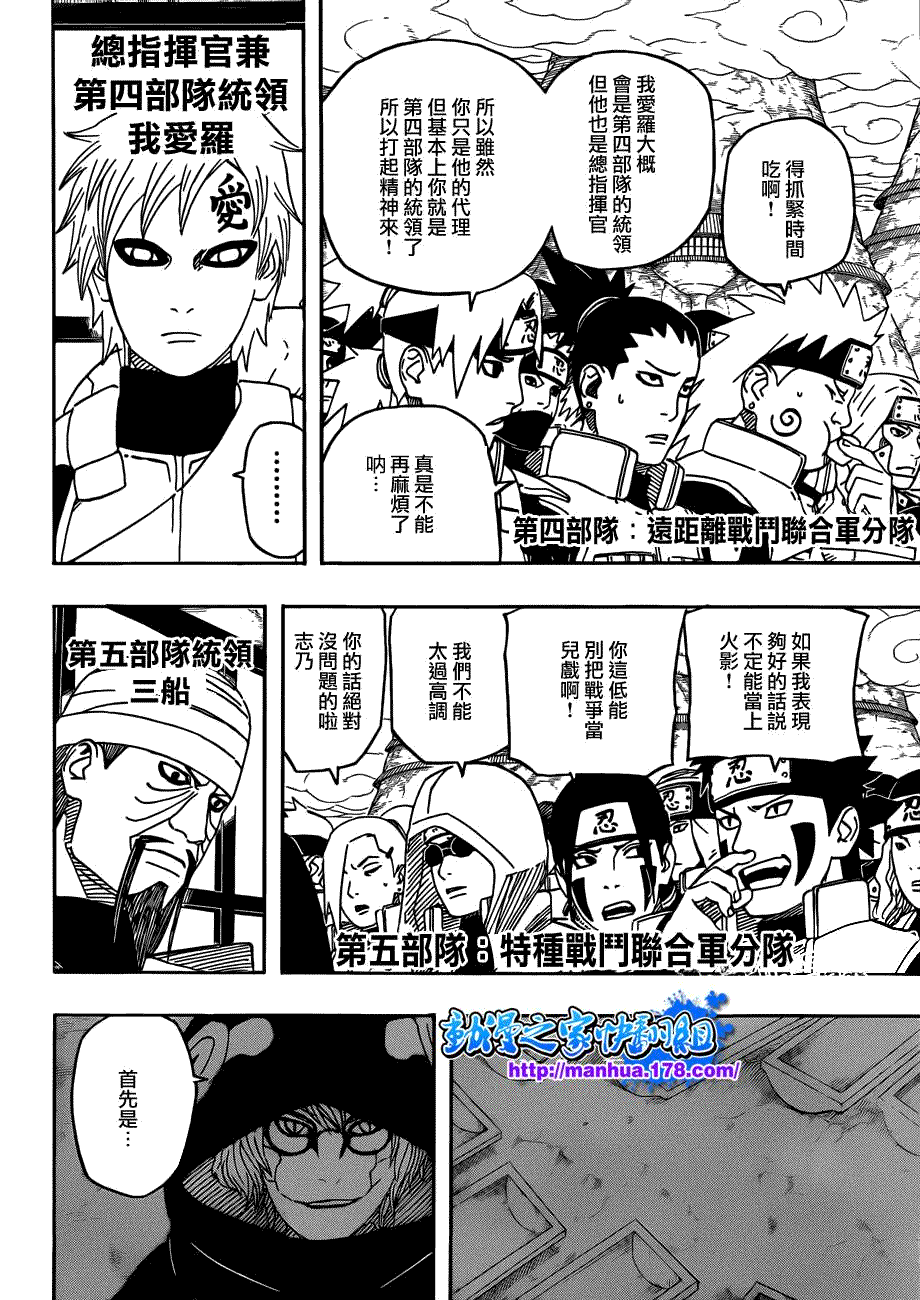 得抓緊時間
吃啊！
我愛羅大概
會是第四部隊的統領
但他也是總指揮官
所以雖然
你只是他的代理
但基本上你就是
第四部隊的統領了
所以打起精神來！
真是不能
再麻煩了
吶…
忍
忍
第四部隊：遠距離戰鬥聯合軍分隊
總指揮官兼
第四部隊統領
我愛羅
愛
………
如果我表現
夠好的話說
不定能當上
火影！
你這低能
別把戰爭當
兒戲啊！
我們不能
太過高調
你的話絕對
沒問題的啦
志乃
忍
忍
忍
第五部隊：特種戰鬥聯合軍分隊
第五部隊統領
三船
動漫之家快翻組
http://manhua.178.com/
首先是…